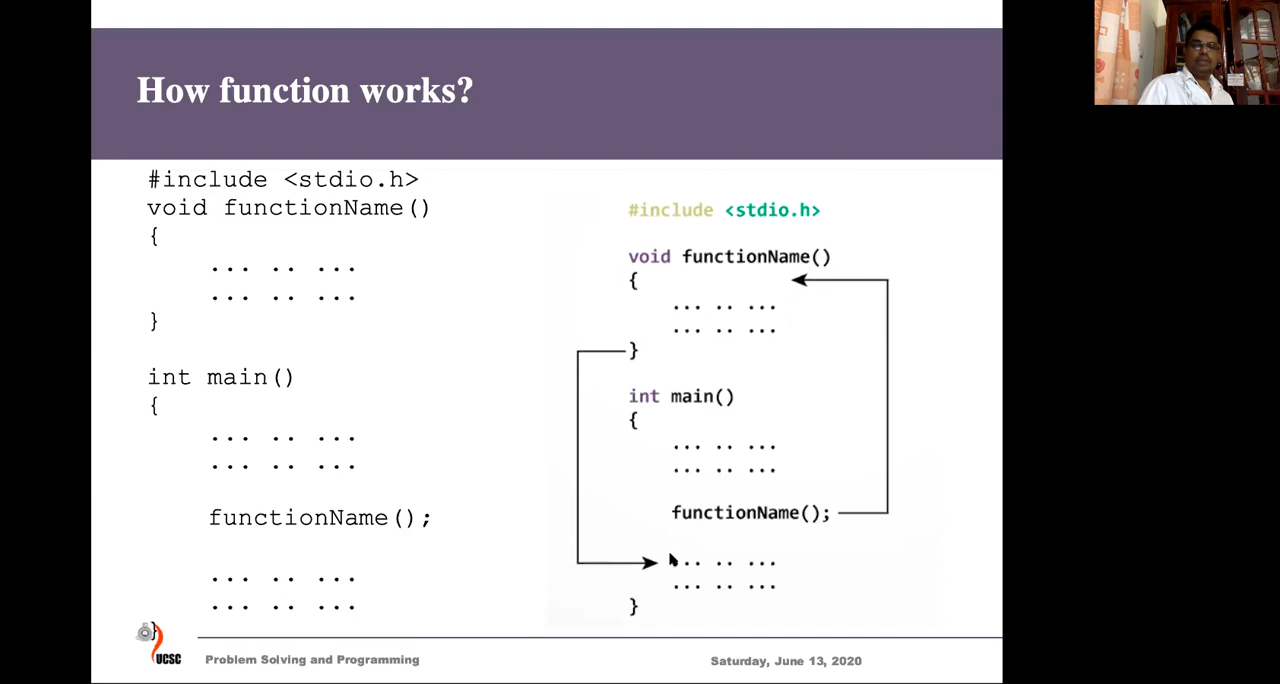 How function works?
#include <stdio.h>
void functionName()
{
... .. ...
... .. ...
}
int main()
{
... .. ...
... .. ...
functionName();
... .. ...
... .. ...
}
#include <stdio.h>
void functionName()
{
... .. ...
... .. ...
}
int main()
{
... .. ...
... .. ...
functionName();
... .. ...
... .. ...
}
UCSC
Problem Solving and Programming
Saturday, June 13, 2020